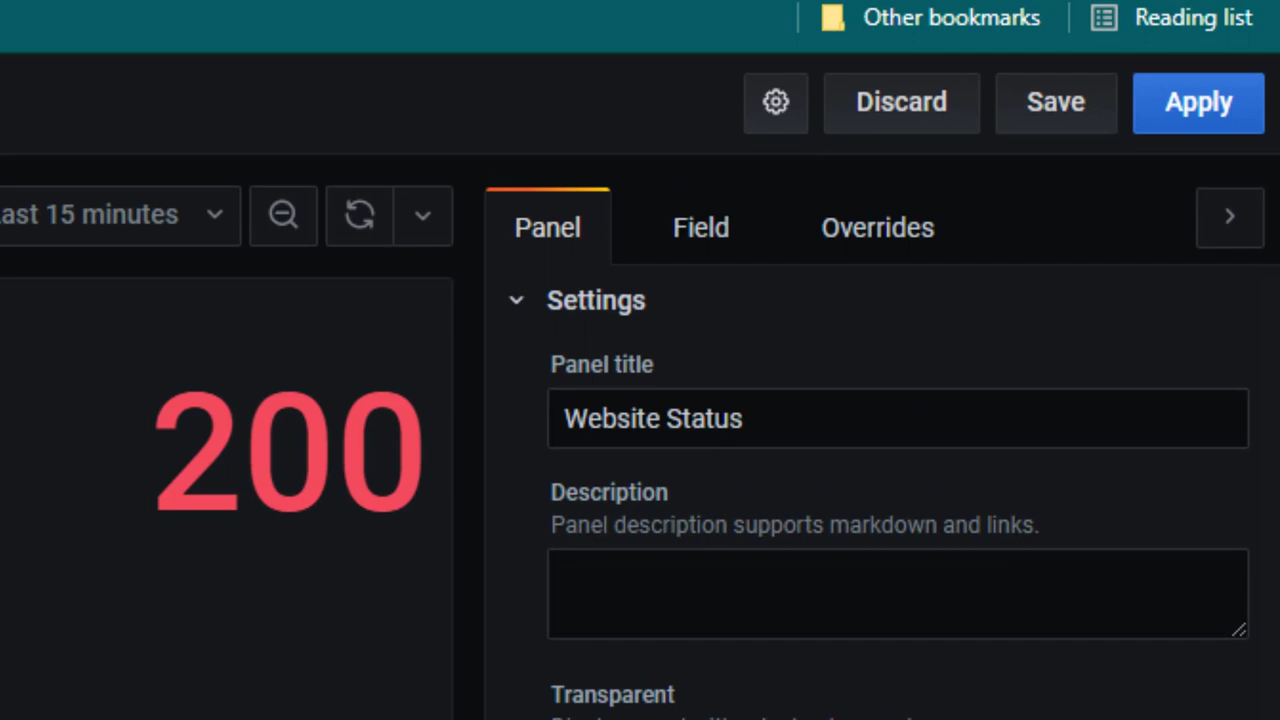 Other bookmarks
Reading list
Discard
Save
Apply
15 minutes
Panel
Field
Overrides
Settings
200
Panel title
Website Status
Description
Panel description supports markdown and links.
Transparent